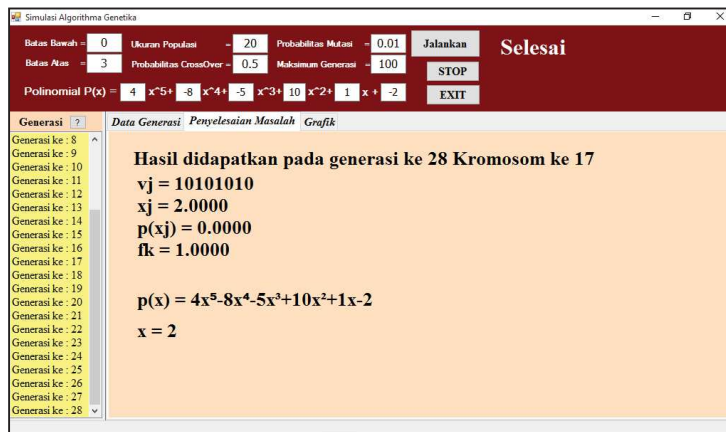 Simulasi Algorithma Genetika
Batas Bawah = 0 Ukuran Populasi = 20 Probabilitas Mutasi = 0.01 Jalankan Selesai
Batas Atas = 3 Probabilitas CrossOver = 0.5 Maksimum Generasi = 100 STOP
Polinomial P(x) = 4 x^5+ -8 x^4+ -5 x^3+ 10 x^2+ 1 x + -2 EXIT
Generasi ? Data Generasi Penyelesaian Masalah Grafik
Generasi ke : 8
Generasi ke : 9
Generasi ke : 10
Generasi ke : 11
Generasi ke : 12
Generasi ke : 13
Generasi ke : 14
Generasi ke : 15
Generasi ke : 16
Generasi ke : 17
Generasi ke : 18
Generasi ke : 19
Generasi ke : 20
Generasi ke : 21
Generasi ke : 22
Generasi ke : 23
Generasi ke : 24
Generasi ke : 25
Generasi ke : 26
Generasi ke : 27
Generasi ke : 28
Hasil didapatkan pada generasi ke 28 Kromosom ke 17
vj = 10101010
xj = 2.0000
p(xj) = 0.0000
fk = 1.0000
p(x) = 4x⁵-8x⁴-5x³+10x²+1x-2
x = 2